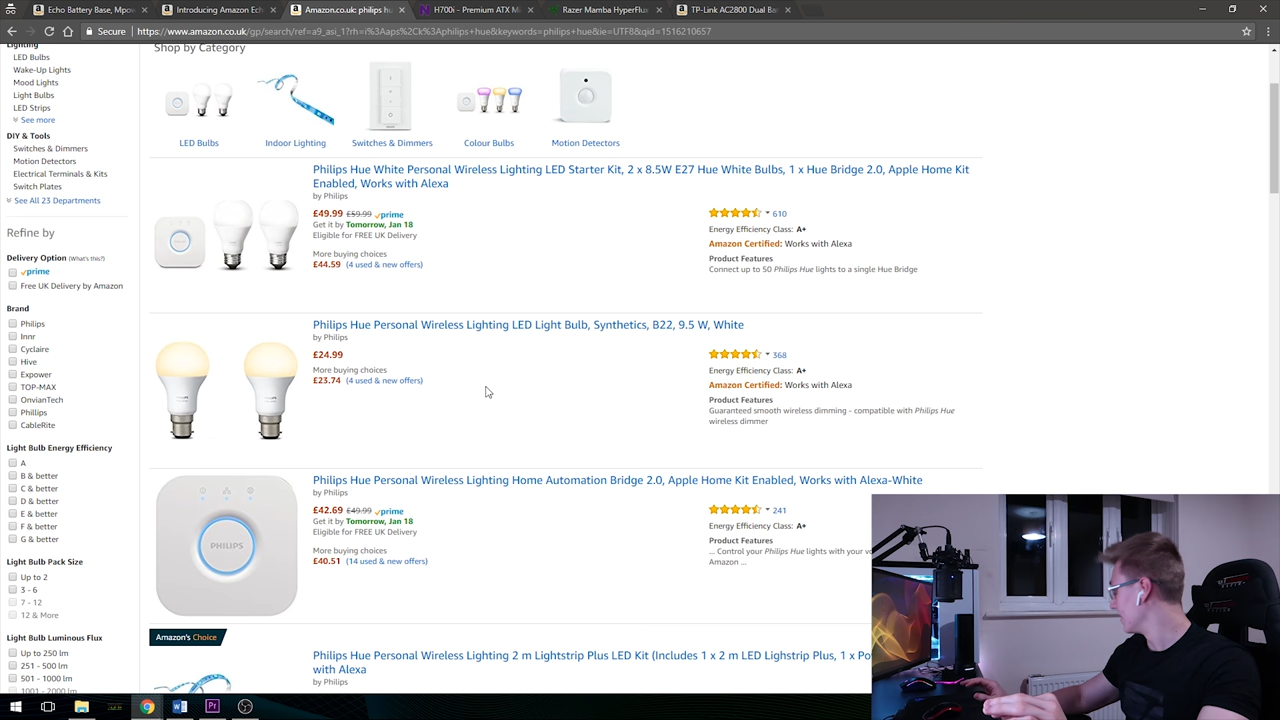 Echo Battery Base, Mpow
Introducing Amazon Ech
Amazon.co.uk: philips h
H700i - Premium ATX M
Razer Mamba HyperFlux
TP-Link AC2800 Dual Ba
Secure https://www.amazon.co.uk/gp/search/ref=a9_asi_1?rh=i%3Aaps%2Ck%3Aphilips+hue&keywords=philips+hue&ie=UTF8&qid=1516210657
Lighting
LED Bulbs
Wake-Up Lights
Mood Lights
Light Bulbs
LED Strips
See more
DIY & Tools
Switches & Dimmers
Motion Detectors
Electrical Terminals & Kits
Switch Plates
See All 23 Departments
Refine by
Delivery Option (What's this?)
prime
Free UK Delivery by Amazon
Brand
Philips
Innr
Cyclaire
Hive
Expower
TOP-MAX
OnvianTech
Phillips
CableRite
Light Bulb Energy Efficiency
A
B & better
C & better
D & better
E & better
F & better
G & better
Light Bulb Pack Size
Up to 2
3 - 6
7 - 12
12 & More
Light Bulb Luminous Flux
Up to 250 lm
251 - 500 lm
501 - 1000 lm
1001 - 2000 lm
Shop by Category
LED Bulbs
Indoor Lighting
Switches & Dimmers
Colour Bulbs
Motion Detectors
Philips Hue White Personal Wireless Lighting LED Starter Kit, 2 x 8.5W E27 Hue White Bulbs, 1 x Hue Bridge 2.0, Apple Home Kit
Enabled, Works with Alexa
by Philips
£49.99 £59.99 prime
Get it by Tomorrow, Jan 18
Eligible for FREE UK Delivery
More buying choices
£44.59 (4 used & new offers)
610
Energy Efficiency Class: A+
Amazon Certified: Works with Alexa
Product Features
Connect up to 50 Philips Hue lights to a single Hue Bridge
Philips Hue Personal Wireless Lighting LED Light Bulb, Synthetics, B22, 9.5 W, White
by Philips
£24.99
More buying choices
£23.74 (4 used & new offers)
368
Energy Efficiency Class: A+
Amazon Certified: Works with Alexa
Product Features
Guaranteed smooth wireless dimming - compatible with Philips Hue
wireless dimmer
PHILIPS
Philips Hue Personal Wireless Lighting Home Automation Bridge 2.0, Apple Home Kit Enabled, Works with Alexa-White
by Philips
£42.69 £49.99 prime
Get it by Tomorrow, Jan 18
Eligible for FREE UK Delivery
More buying choices
£40.51 (14 used & new offers)
241
Energy Efficiency Class: A+
Product Features
... Control your Philips Hue lights with your v
Amazon ...
Amazon's Choice
Philips Hue Personal Wireless Lighting 2 m Lightstrip Plus LED Kit (Includes 1 x 2 m LED Lighstrip Plus, 1 x Po
with Alexa
by Philips